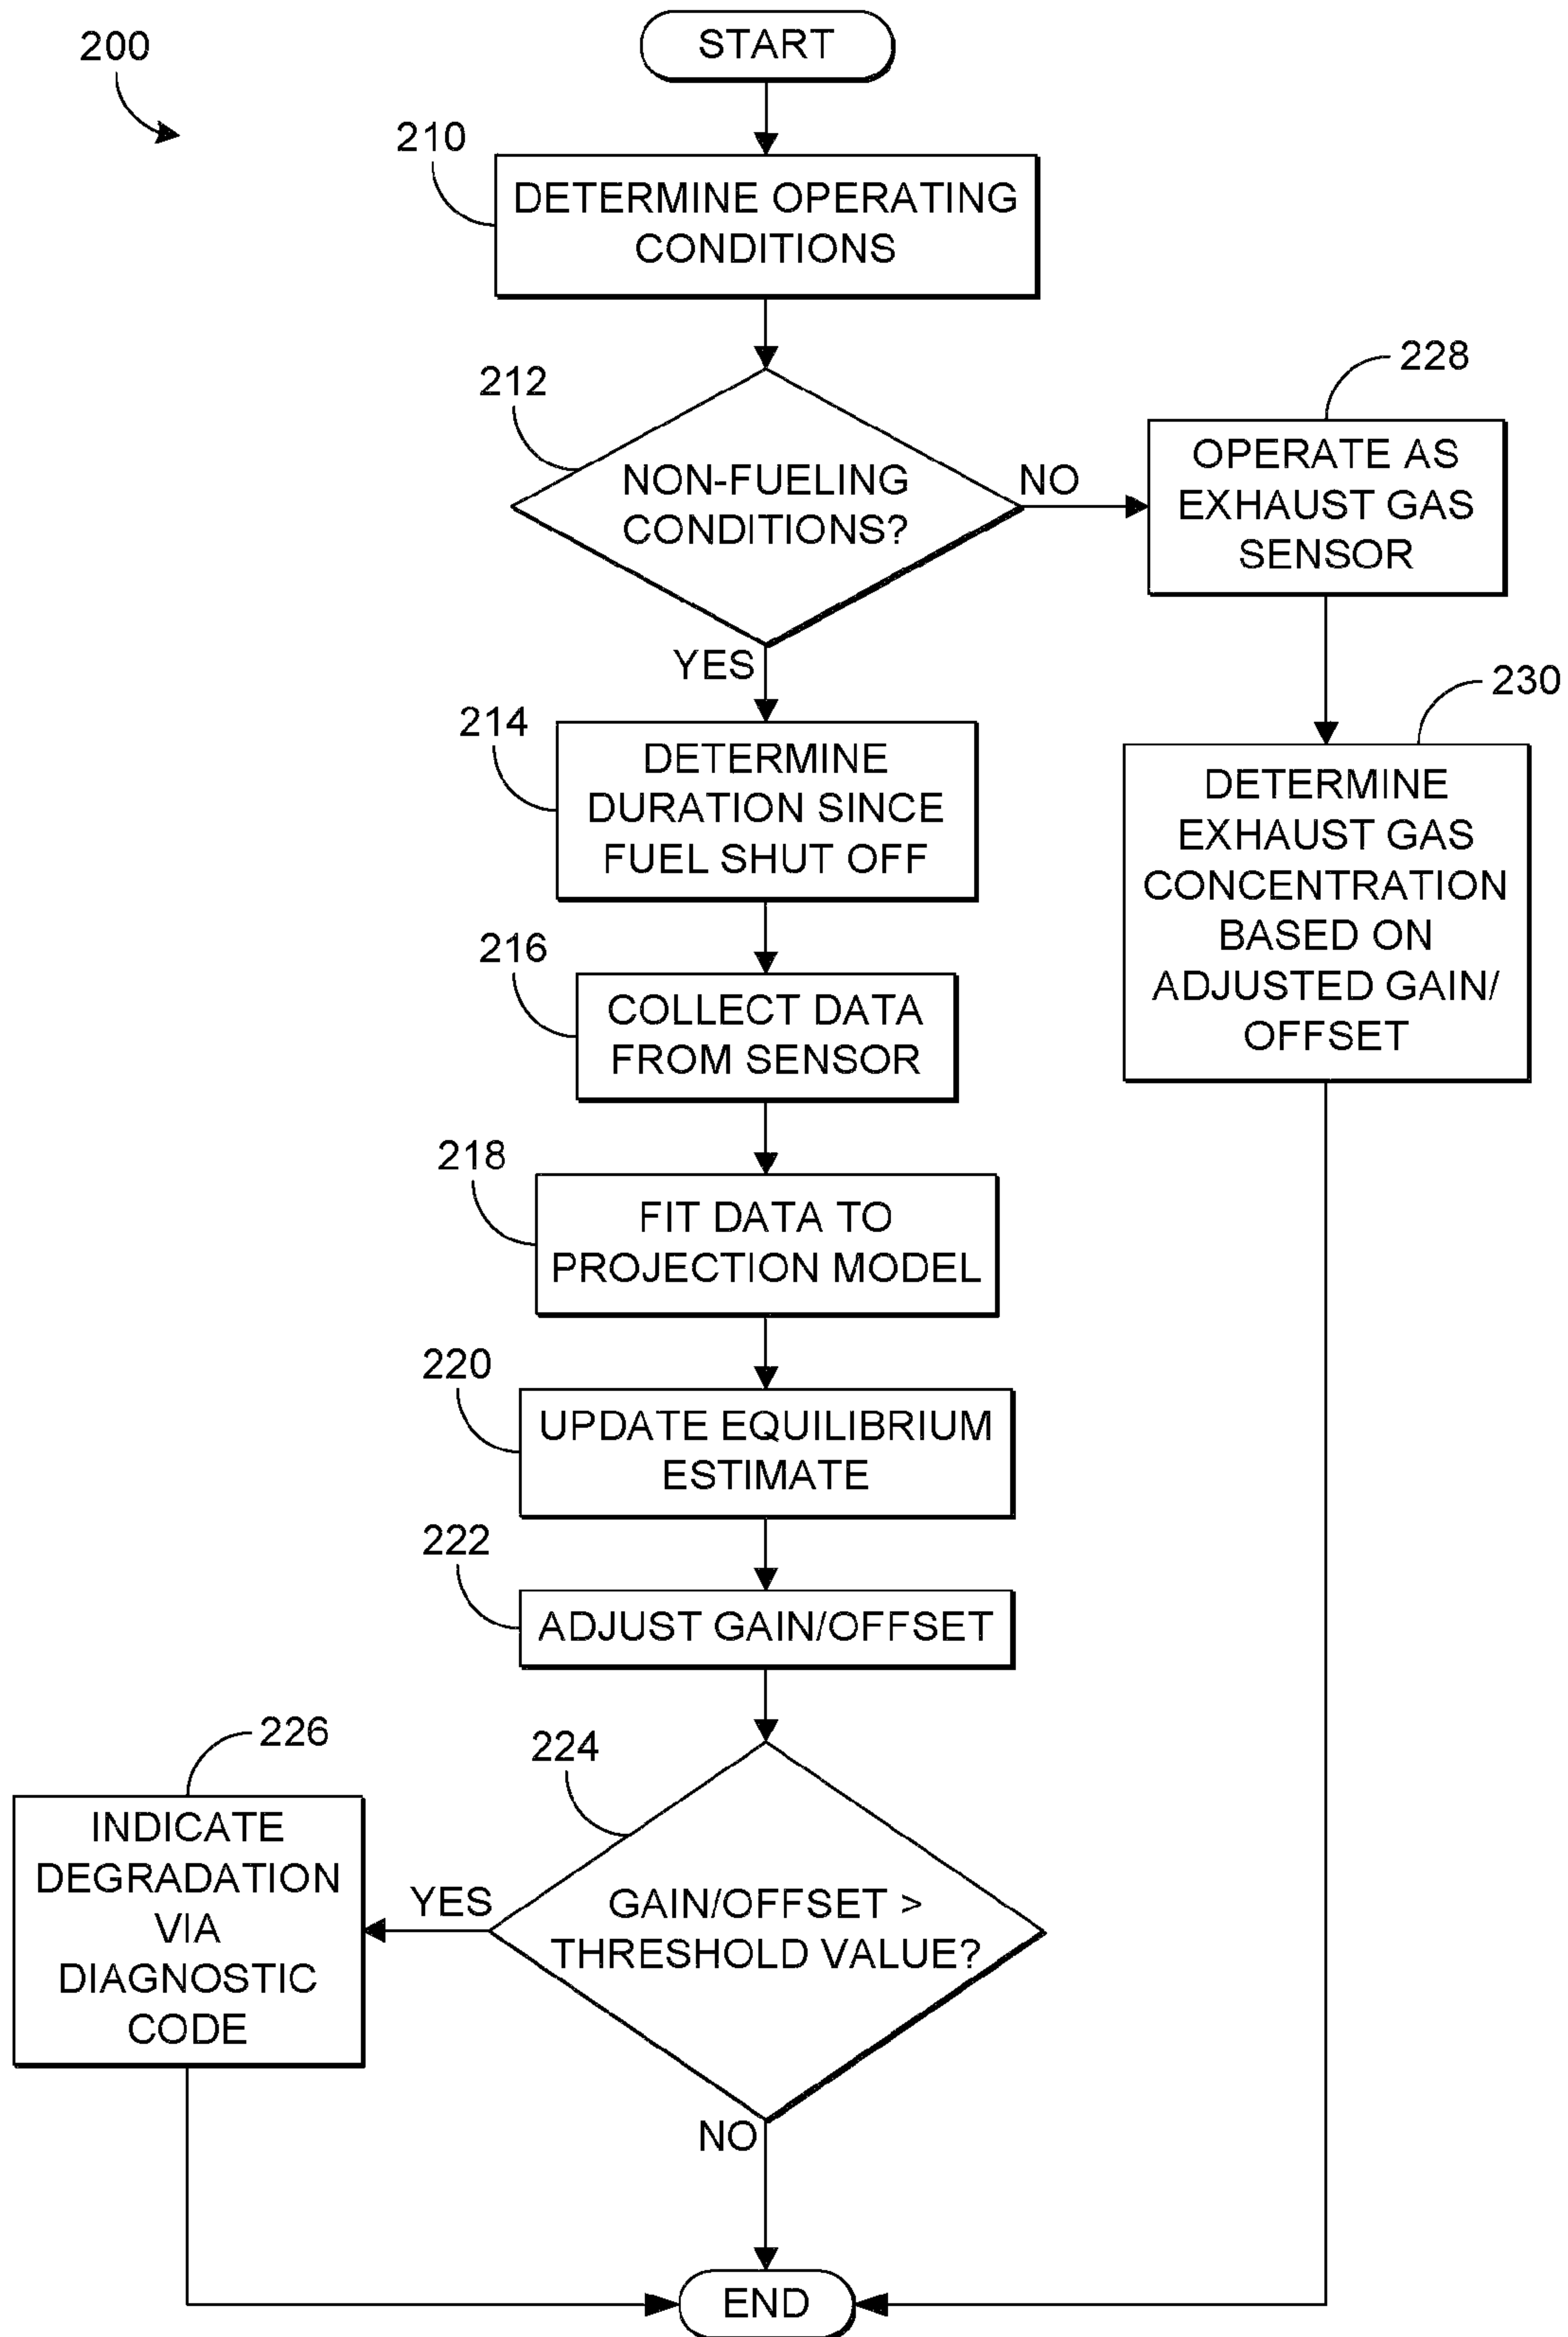 200
START
210
DETERMINE OPERATING
CONDITIONS
212
NON-FUELING
CONDITIONS?
NO
YES
228
OPERATE AS
EXHAUST GAS
SENSOR
230
DETERMINE
EXHAUST GAS
CONCENTRATION
BASED ON
ADJUSTED GAIN/
OFFSET
214
DETERMINE
DURATION SINCE
FUEL SHUT OFF
216
COLLECT DATA
FROM SENSOR
218
FIT DATA TO
PROJECTION MODEL
220
UPDATE EQUILIBRIUM
ESTIMATE
222
ADJUST GAIN/OFFSET
224
GAIN/OFFSET >
THRESHOLD VALUE?
YES
226
INDICATE
DEGRADATION
VIA
DIAGNOSTIC
CODE
NO
END